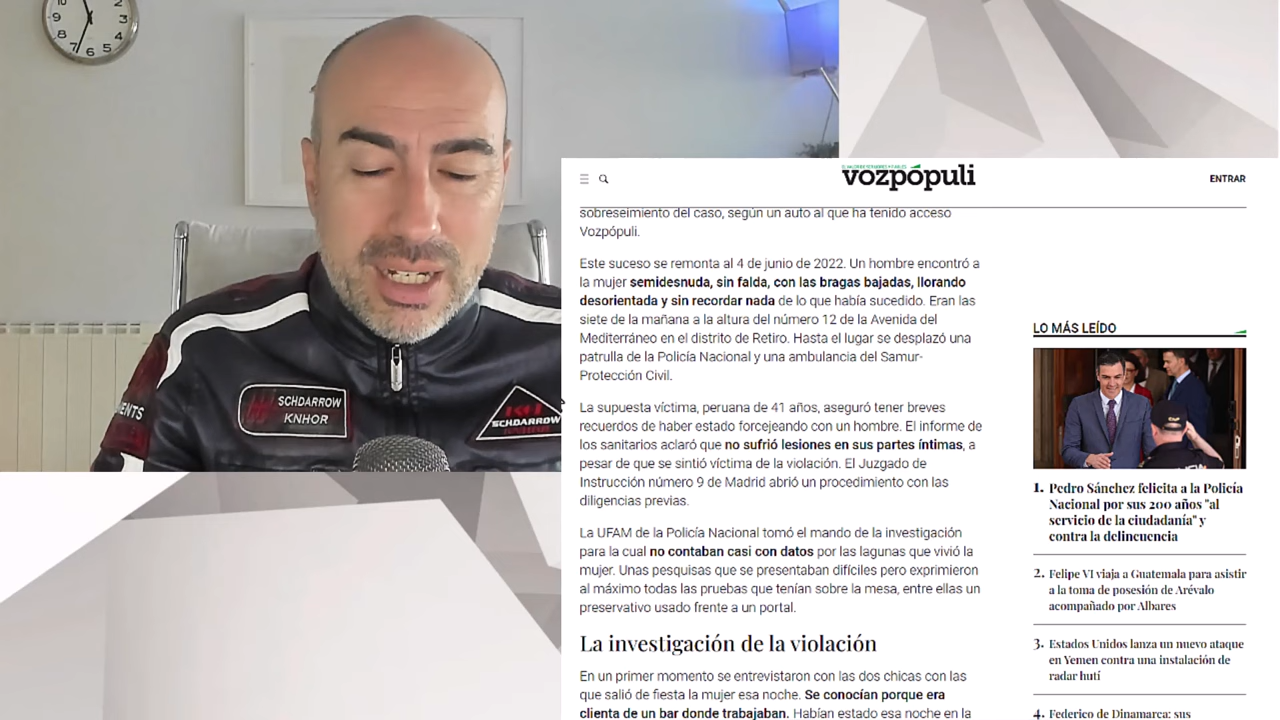 SCHDARROW
KNHOR
SCHDARROW
vozpópuli
ENTRAR
sobreseimiento del caso, según un auto al que ha tenido acceso
Vozpópuli.
Este suceso se remonta al 4 de junio de 2022. Un hombre encontró a
la mujer semidesnuda, sin falda, con las bragas bajadas, llorando
desorientada y sin recordar nada de lo que había sucedido. Eran las
siete de la mañana a la altura del número 12 de la Avenida del
Mediterráneo en el distrito de Retiro. Hasta el lugar se desplazó una
patrulla de la Policía Nacional y una ambulancia del Samur-
Protección Civil.
La supuesta víctima, peruana de 41 años, aseguró tener breves
recuerdos de haber estado forcejeando con un hombre. El informe de
los sanitarios aclaró que no sufrió lesiones en sus partes íntimas, a
pesar de que se sintió víctima de la violación. El Juzgado de
Instrucción número 9 de Madrid abrió un procedimiento con las
diligencias previas.
La UFAM de la Policía Nacional tomó el mando de la investigación
para la cual no contaban casi con datos por las lagunas que vivió la
mujer. Unas pesquisas que se presentaban difíciles pero exprimieron
al máximo todas las pruebas que tenían sobre la mesa, entre ellas un
preservativo usado frente a un portal.
La investigación de la violación
En un primer momento se entrevistaron con las dos chicas con las
que salió de fiesta la mujer esa noche. Se conocían porque era
clienta de un bar donde trabajaban. Habían estado esa noche en la
LO MÁS LEÍDO
1. Pedro Sánchez felicita a la Policía
Nacional por sus 200 años "al
servicio de la ciudadanía" y
contra la delincuencia
2. Felipe VI viaja a Guatemala para asistir
a la toma de posesión de Arévalo
acompañado por Albares
3. Estados Unidos lanza un nuevo ataque
en Yemen contra una instalación de
radar hutí
4. Federico de Dinamarca: sus